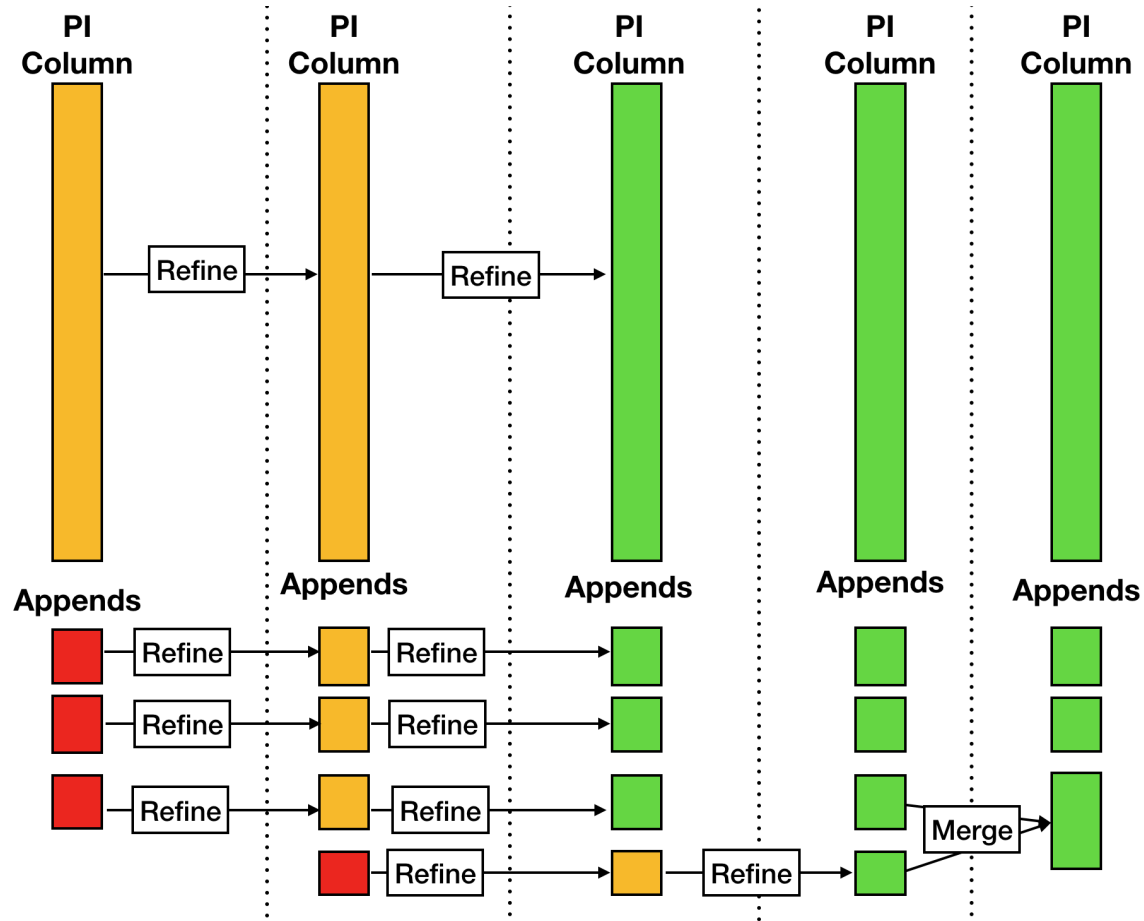 PI
Column
PI
Column
PI
Column
PI
Column
PI
Column
Refine
Refine
Appends
Appends
Appends
Appends
Appends
Refine
Refine
Refine
Refine
Refine
Refine
Merge
Refine
Refine